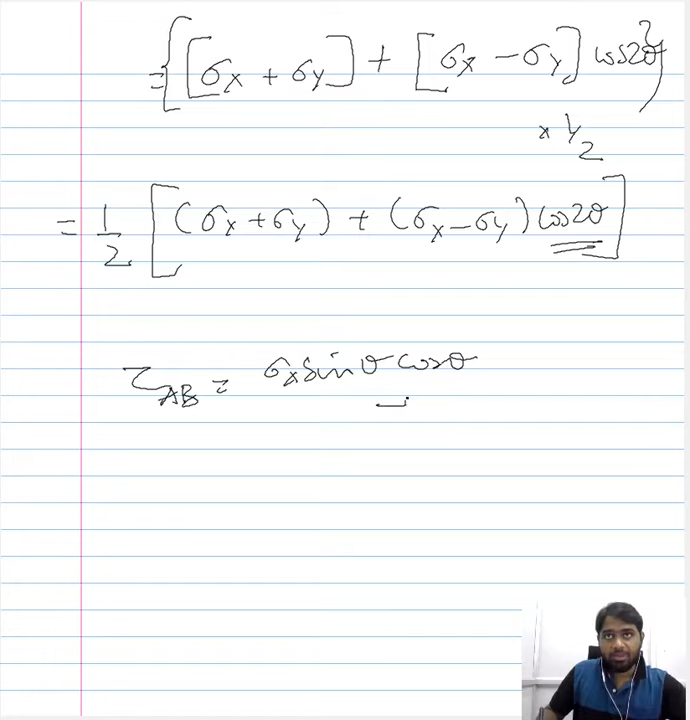 = {[σx + σy] + [σx - σy] cos2θ}
x 1/2
= 1/2 [(σx + σy) + (σx - σy) cos2θ]
τAB = σx sinθ cosθ